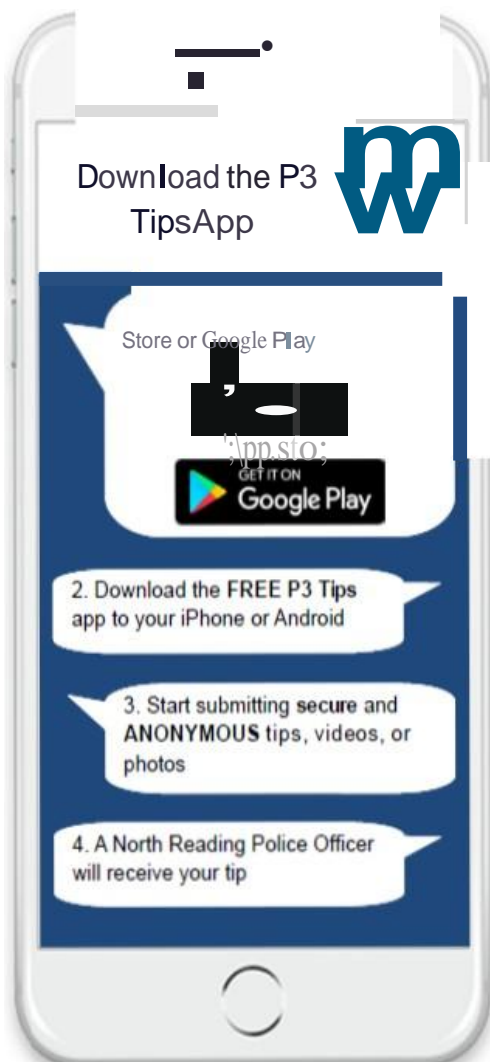 Download the P3
TipsApp
Store or Google Play
GET IT ON
Google Play
2. Download the FREE P3 Tips
app to your iPhone or Android
3. Start submitting secure and
ANONYMOUS tips, videos, or
photos
4. A North Reading Police Officer
will receive your tip